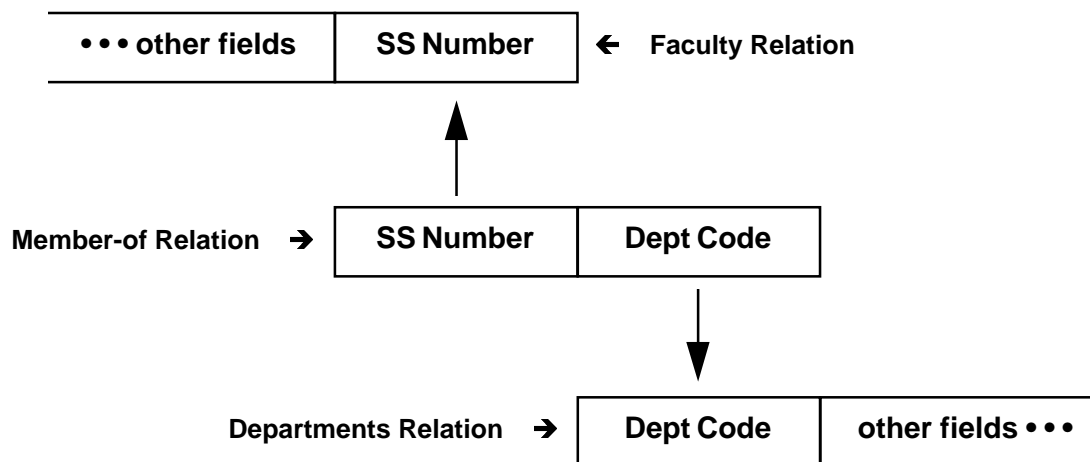 ••• other fields SS Number ← Faculty Relation
Member-of Relation → SS Number Dept Code
Departments Relation → Dept Code other fields •••